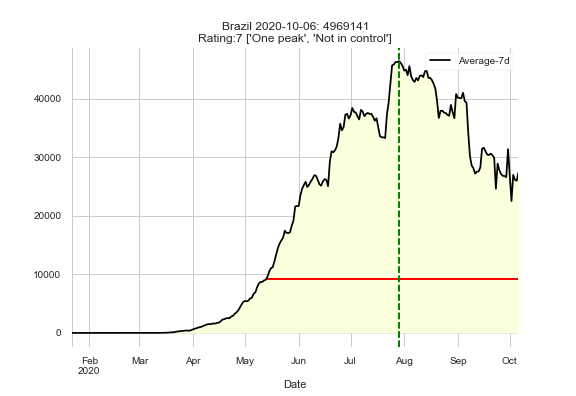 Brazil 2020-10-06: 4969141
Rating:7 ['One peak', 'Not in control']
Average-7d
40000
30000
20000
10000
0
Feb Mar Apr May Jun Jul Aug Sep Oct
2020
Date